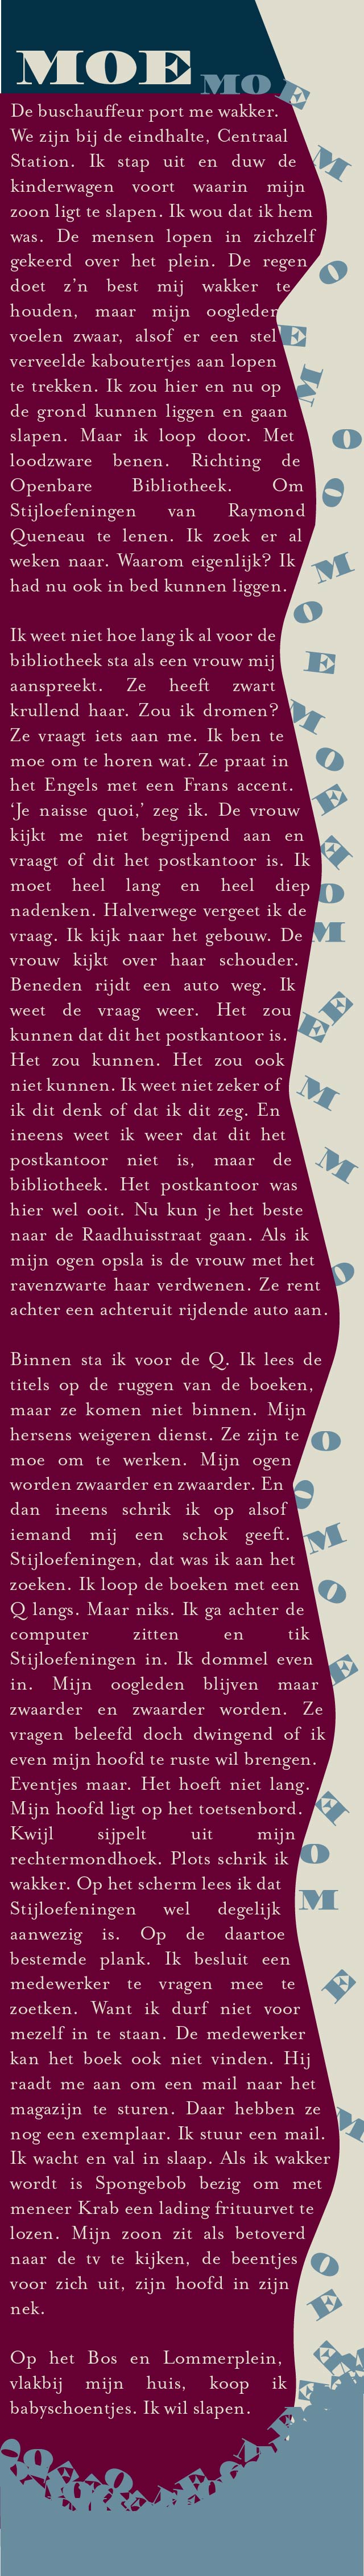 MOE
MOE
De buschauffeur port me wakker.
We zijn bij de eindhalte, Centraal
Station. Ik stap uit en duw de
kinderwagen voort waarin mijn
zoon ligt te slapen. Ik wou dat ik hem
was. De mensen lopen in zichzelf
gekeerd over het plein. De regen
doet z’n best mij wakker te
houden, maar mijn oogleden
voelen zwaar, alsof er een stel
verveelde kaboutertjes aan lopen
te trekken. Ik zou hier en nu op
de grond kunnen liggen en gaan
slapen. Maar ik loop door. Met
loodzware benen. Richting de
Openbare Bibliotheek. Om
Stijloefeningen van Raymond
Queneau te lenen. Ik zoek er al
weken naar. Waarom eigenlijk? Ik
had nu ook in bed kunnen liggen.
Ik weet niet hoe lang ik al voor de
bibliotheek sta als een vrouw mij
aanspreekt. Ze heeft zwart
krullend haar. Zou ik dromen?
Ze vraagt iets aan me. Ik ben te
moe om te horen wat. Ze praat in
het Engels met een Frans accent.
‘Je naisse quoi,’ zeg ik. De vrouw
kijkt me niet begrijpend aan en
vraagt of dit het postkantoor is. Ik
moet heel lang en heel diep
nadenken. Halverwege vergeet ik de
vraag. Ik kijk naar het gebouw. De
vrouw kijkt over haar schouder.
Beneden rijdt een auto weg. Ik
weet de vraag weer. Het zou
kunnen dat dit het postkantoor is.
Het zou kunnen. Het zou ook
niet kunnen. Ik weet niet zeker of
ik dit denk of dat ik dit zeg. En
ineens weet ik weer dat dit het
postkantoor niet is, maar de
bibliotheek. Het postkantoor was
hier wel ooit. Nu kun je het beste
naar de Raadhuisstraat gaan. Als ik
mijn ogen opsla is de vrouw met het
ravenzwarte haar verdwenen. Ze rent
achter een achteruit rijdende auto aan.
Binnen sta ik voor de Q. Ik lees de
titels op de ruggen van de boeken,
maar ze komen niet binnen. Mijn
hersens weigeren dienst. Ze zijn te
moe om te werken. Mijn ogen
worden zwaarder en zwaarder. En
dan ineens schrik ik op alsof
iemand mij een schok geeft.
Stijloefeningen, dat was ik aan het
zoeken. Ik loop de boeken met een
Q langs. Maar niks. Ik ga achter de
computer zitten en tik
Stijloefeningen in. Ik dommel even
in. Mijn oogleden blijven maar
zwaarder en zwaarder worden. Ze
vragen beleefd doch dwingend of ik
even mijn hoofd te ruste wil brengen.
Eventjes maar. Het hoeft niet lang.
Mijn hoofd ligt op het toetsenbord.
Kwijl sijpelt uit mijn
rechtermondhoek. Plots schrik ik
wakker. Op het scherm lees ik dat
Stijloefeningen wel degelijk
aanwezig is. Op de daartoe
bestemde plank. Ik besluit een
medewerker te vragen mee te
zoetken. Want ik durf niet voor
mezelf in te staan. De medewerker
kan het boek ook niet vinden. Hij
raadt me aan om een mail naar het
magazijn te sturen. Daar hebben ze
nog een exemplaar. Ik stuur een mail.
Ik wacht en val in slaap. Als ik wakker
wordt is Spongebob bezig om met
meneer Krab een lading frituurvet te
lozen. Mijn zoon zit als betoverd
naar de tv te kijken, de beentjes
voor zich uit, zijn hoofd in zijn
nek.
Op het Bos en Lommerplein,
vlakbij mijn huis, koop ik
babyschoentjes. Ik wil slapen.